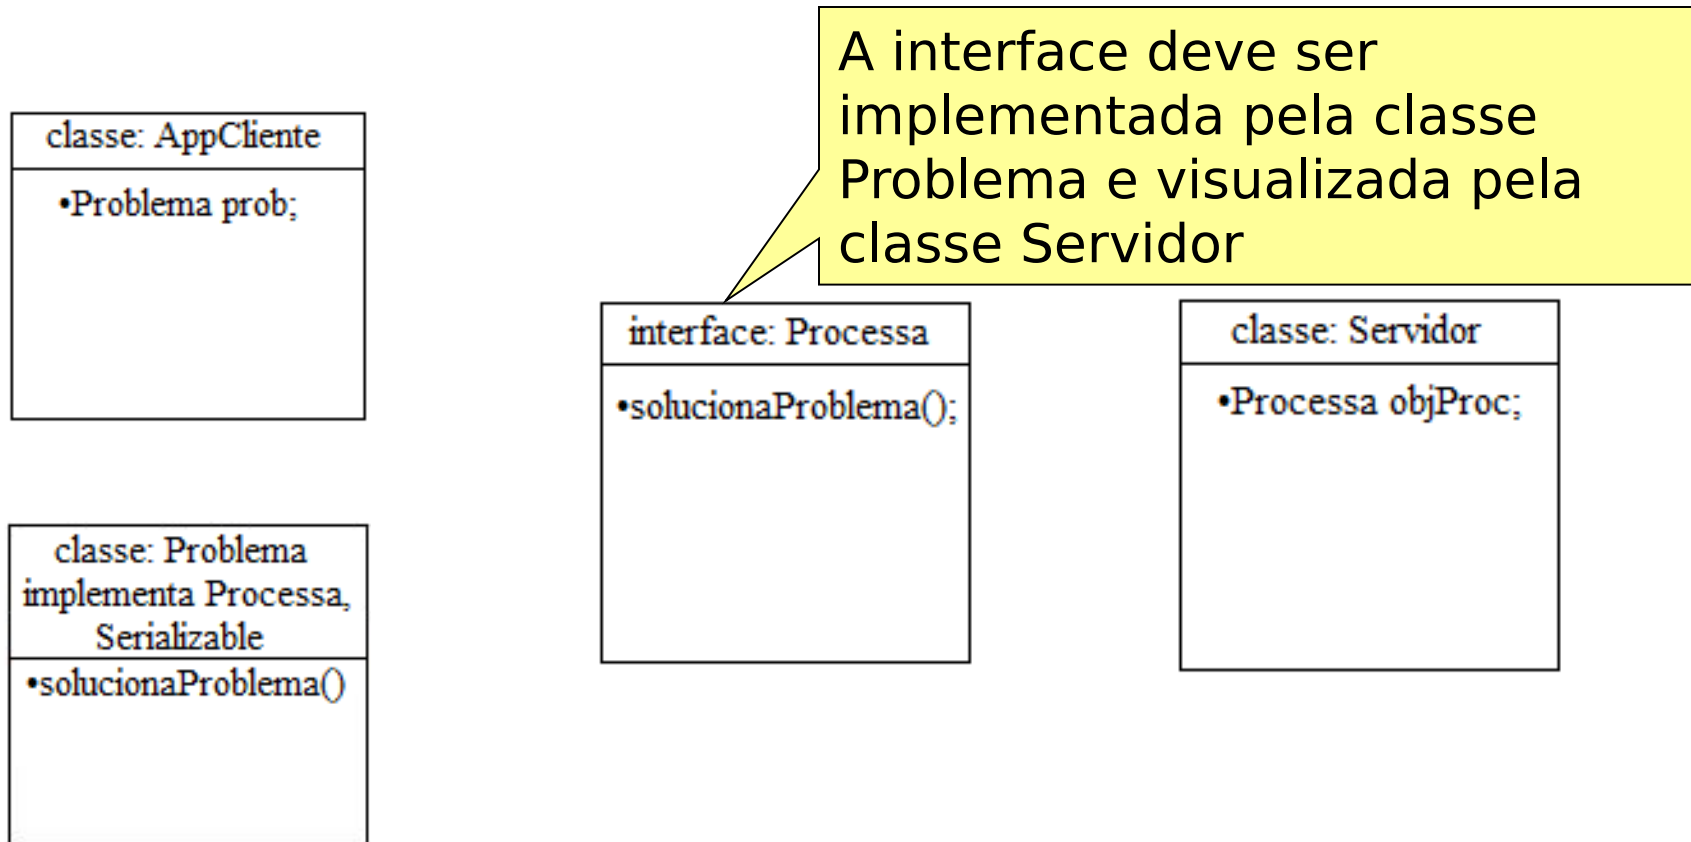 A interface deve ser
implementada pela classe
Problema e visualizada pela
classe Servidor
classe: AppCliente
•Problema prob;
interface: Processa
•solucionaProblema();
classe: Servidor
•Processa objProc;
classe: Problema
implementa Processa,
Serializable
•solucionaProblema()